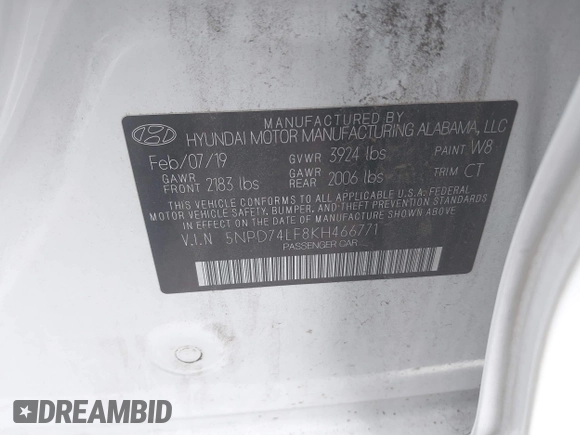 MANUFACTURED BY
HYUNDAI MOTOR MANUFACTURING ALABAMA, LLC
Feb/07/19 GVWR 3924 lbs PAINT W8
GAWR FRONT 2183 lbs GAWR REAR 2006 lbs TRIM CT
THIS VEHICLE CONFORMS TO ALL APPLICABLE U.S.A. FEDERAL
MOTOR VEHICLE SAFETY, BUMPER, AND THEFT PREVENTION STANDARDS
IN EFFECT ON THE DATE OF MANUFACTURE SHOWN ABOVE.
V.I.N 5NPD74LF8KH466771
PASSENGER CAR
DREAMBID